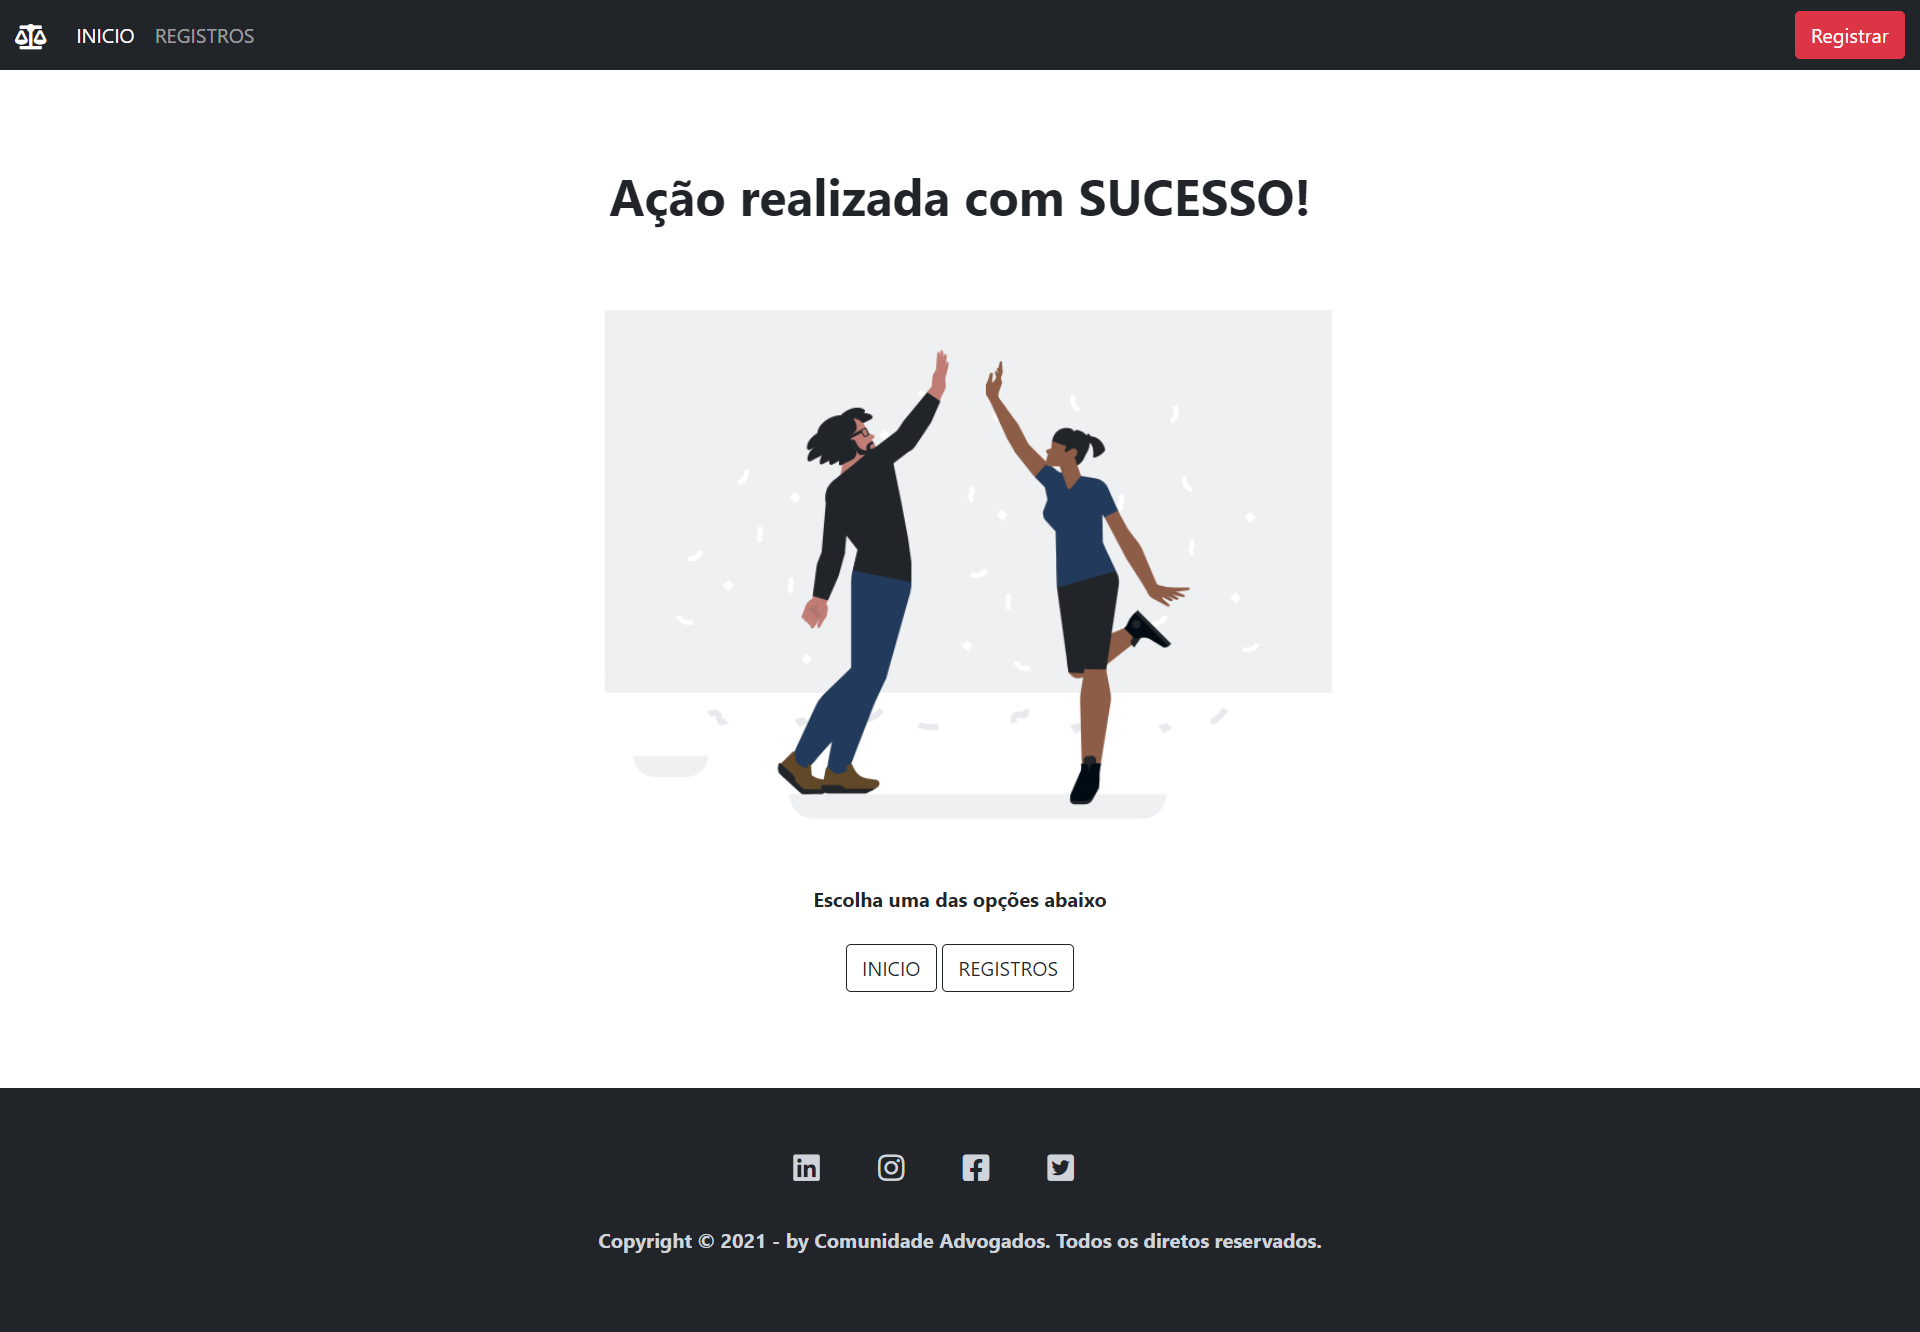 INICIO REGISTROS Registrar
Ação realizada com SUCESSO!
Escolha uma das opções abaixo
INICIO REGISTROS
Copyright © 2021 - by Comunidade Advogados. Todos os diretos reservados.